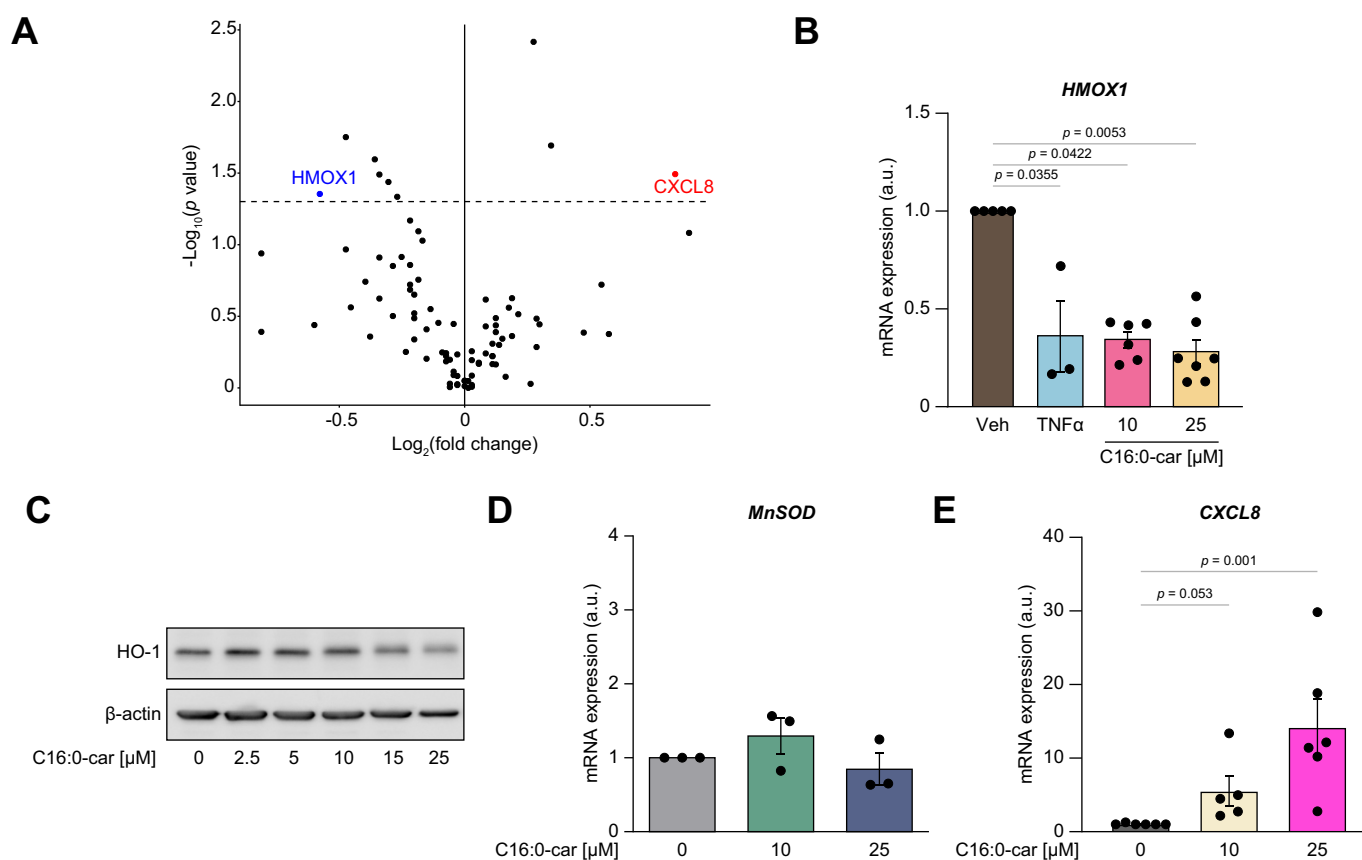 A
2.5
2.0
1.5
1.0
0.5
0
-Log10(p value)
HMOX1
CXCL8
-0.5
0
0.5
Log2(fold change)
B
HMOX1
1.5
1.0
0.5
0
mRNA expression (a.u.)
p = 0.0053
p = 0.0422
p = 0.0355
Veh
TNFα
10
25
C16:0-car [µM]
C
HO-1
β-actin
C16:0-car [µM]
0
2.5
5
10
15
25
D
MnSOD
4
3
2
1
0
mRNA expression (a.u.)
C16:0-car [µM]
0
10
25
E
CXCL8
40
30
20
10
0
mRNA expression (a.u.)
p = 0.001
p = 0.053
C16:0-car [µM]
0
10
25